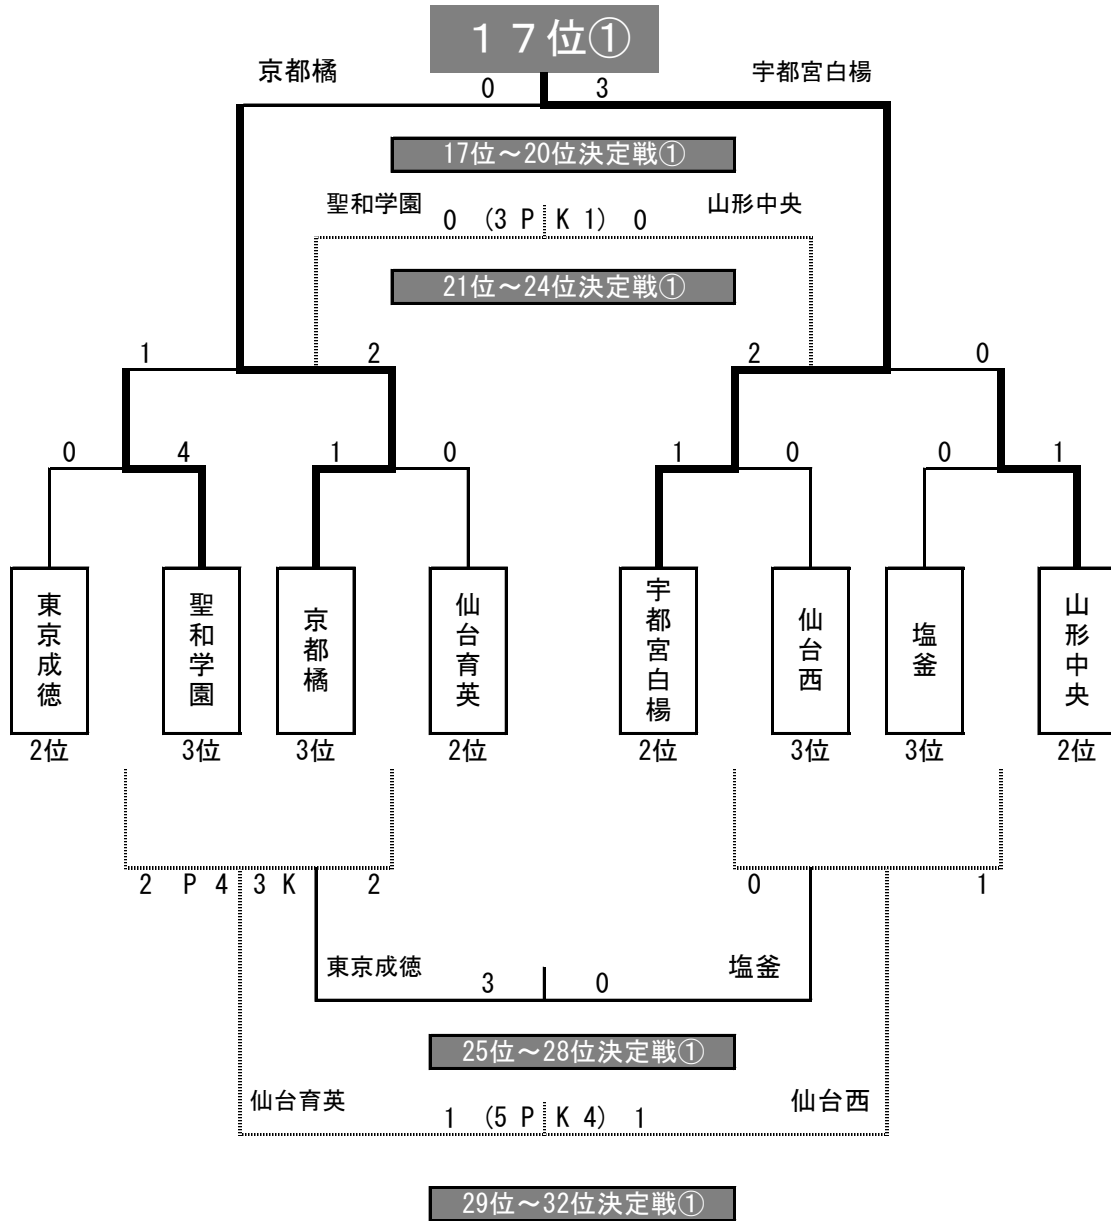 １７位①
京都橘 宇都宮白楊
0 3
17位～20位決定戦①
聖和学園 山形中央
0 (3 P K 1) 0
21位～24位決定戦①
1 2 2 0
0 4 1 0 1 0 0 1
東京成徳 聖和学園 京都橘 仙台育英 宇都宮白楊 仙台西 塩釜 山形中央
2位 3位 3位 2位 2位 3位 3位 2位
2 P 4 3 K 2 0 1
東京成徳 塩釜
3 0
25位～28位決定戦①
仙台育英 仙台西
1 (5 P K 4) 1
29位～32位決定戦①